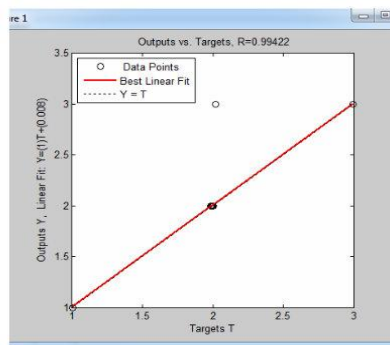 re 1
Outputs vs. Targets, R=0.99422
Data Points
Best Linear Fit
Y = T
Outputs Y, Linear Fit: Y=(1)T+(0.008)
3.5
3
2.5
2
1.5
1
1 1.5 2 2.5 3
Targets T